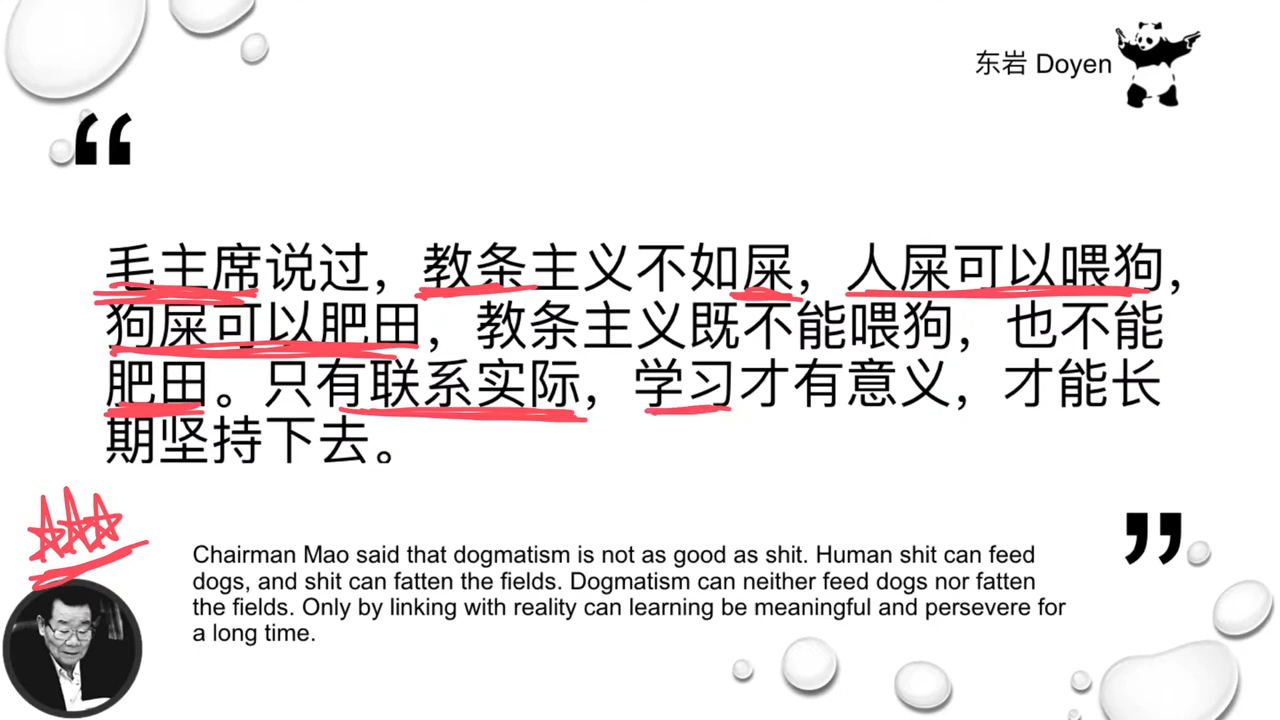 东岩 Doyen
“
毛主席说过，教条主义不如屎，人屎可以喂狗，
狗屎可以肥田，教条主义既不能喂狗，也不能
肥田。只有联系实际，学习才有意义，才能长
期坚持下去。
”
Chairman Mao said that dogmatism is not as good as shit. Human shit can feed
dogs, and shit can fatten the fields. Dogmatism can neither feed dogs nor fatten
the fields. Only by linking with reality can learning be meaningful and persevere for
a long time.